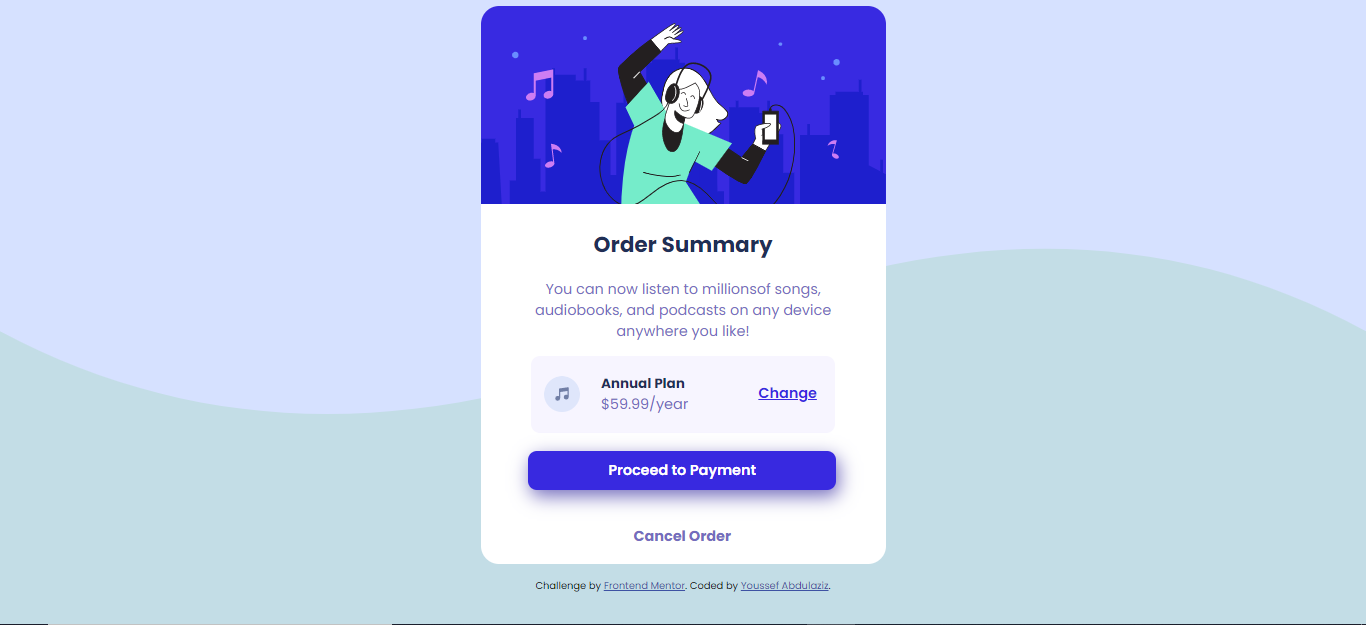 Order Summary
You can now listen to millionsof songs,
audiobooks, and podcasts on any device
anywhere you like!
Annual Plan
$59.99/year
Change
Proceed to Payment
Cancel Order
Challenge by Frontend Mentor. Coded by Youssef Abdulaziz.